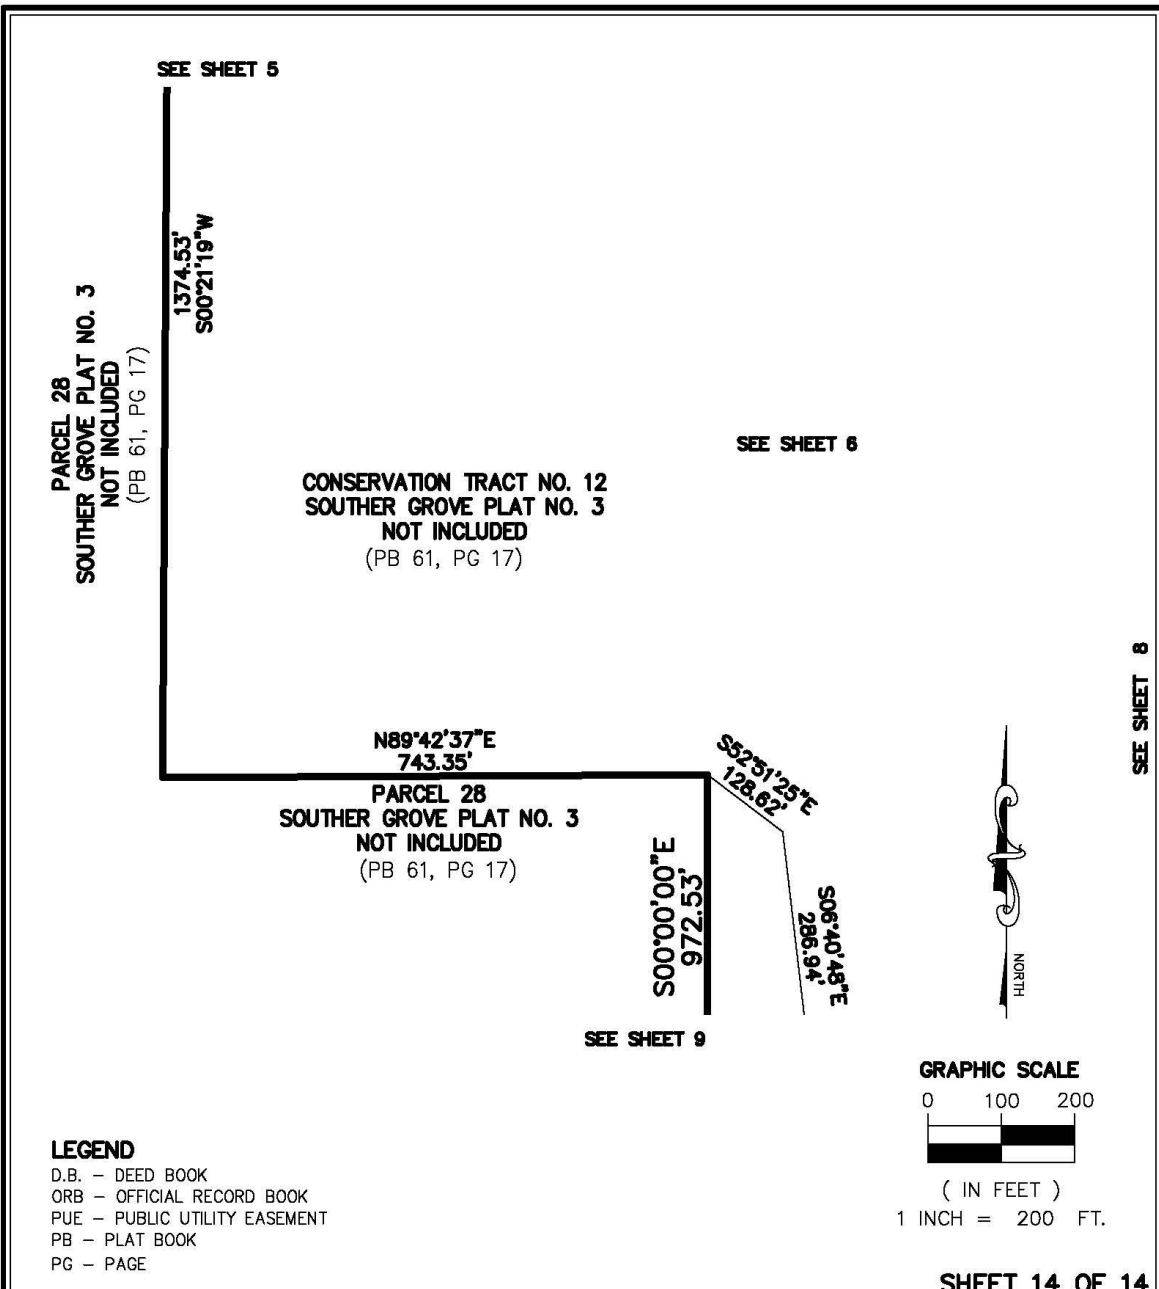 SEE SHEET 5
1374.53'
S00°21'19"W
PARCEL 28
SOUTHER GROVE PLAT NO. 3
NOT INCLUDED
(PB 61, PG 17)
SEE SHEET 6
CONSERVATION TRACT NO. 12
SOUTHER GROVE PLAT NO. 3
NOT INCLUDED
(PB 61, PG 17)
SEE SHEET 8
N89°42'37"E
743.35'
S52°51'25"E
128.62'
PARCEL 28
SOUTHER GROVE PLAT NO. 3
NOT INCLUDED
(PB 61, PG 17)
S00°00'00"E
972.53'
S06°40'48"E
286.94'
NORTH
SEE SHEET 9
GRAPHIC SCALE
0 100 200
( IN FEET )
1 INCH = 200 FT.
LEGEND
D.B. – DEED BOOK
ORB – OFFICIAL RECORD BOOK
PUE – PUBLIC UTILITY EASEMENT
PB – PLAT BOOK
PG – PAGE
SHEET 14 OF 14